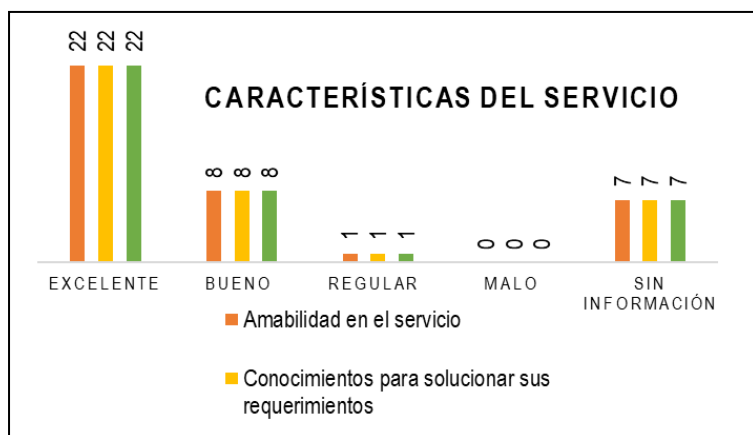 22 22 22
CARACTERÍSTICAS DEL SERVICIO
8 8 8
1 1 1
0 0 0
7 7 7
EXCELENTE BUENO REGULAR MALO SIN
INFORMACIÓN
Amabilidad en el servicio
Conocimientos para solucionar sus
requerimientos